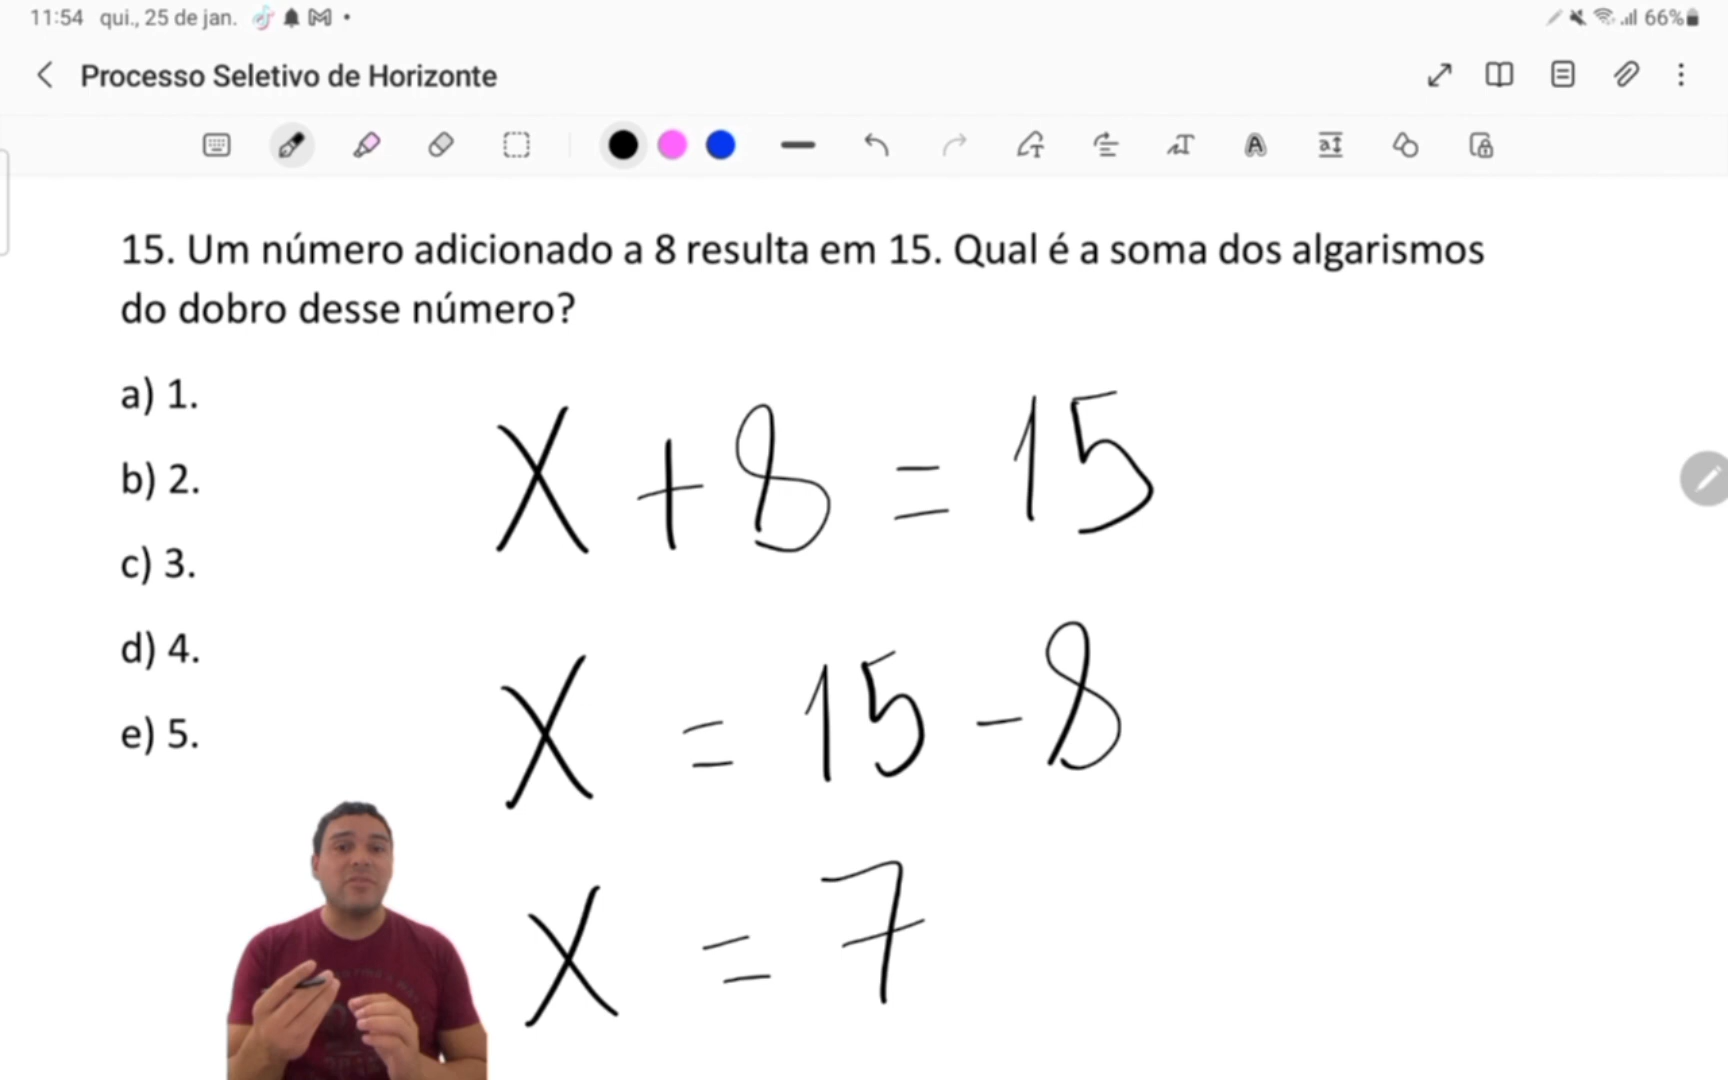 11:54 qui., 25 de jan. 66%
Processo Seletivo de Horizonte
15. Um número adicionado a 8 resulta em 15. Qual é a soma dos algarismos
do dobro desse número?
a) 1.
b) 2.
c) 3.
d) 4.
e) 5.
X + 8 = 15
X = 15 - 8
X = 7